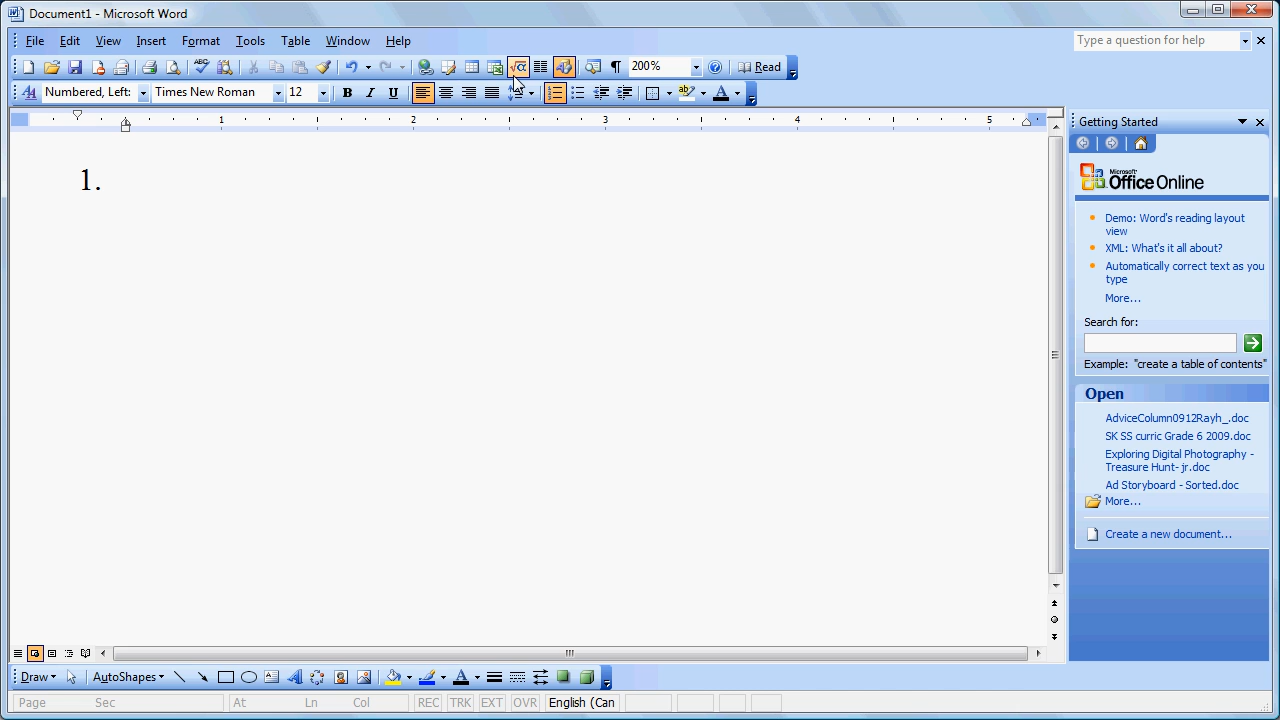 Document1 - Microsoft Word
File Edit View Insert Format Tools Table Window Help Type a question for help
200% Read
Numbered, Left: Times New Roman 12 B I U
1 2 3 4 5
Getting Started
1.
Microsoft
Office Online
Demo: Word's reading layout
view
XML: What's it all about?
Automatically correct text as you
type
More...
Search for:
Example: "create a table of contents"
Open
AdviceColumn0912Rayh_.doc
SK SS curric Grade 6 2009.doc
Exploring Digital Photography -
Treasure Hunt- jr.doc
Ad Storyboard - Sorted.doc
More...
Create a new document...
Draw AutoShapes
Page Sec At Ln Col REC TRK EXT OVR English (Can